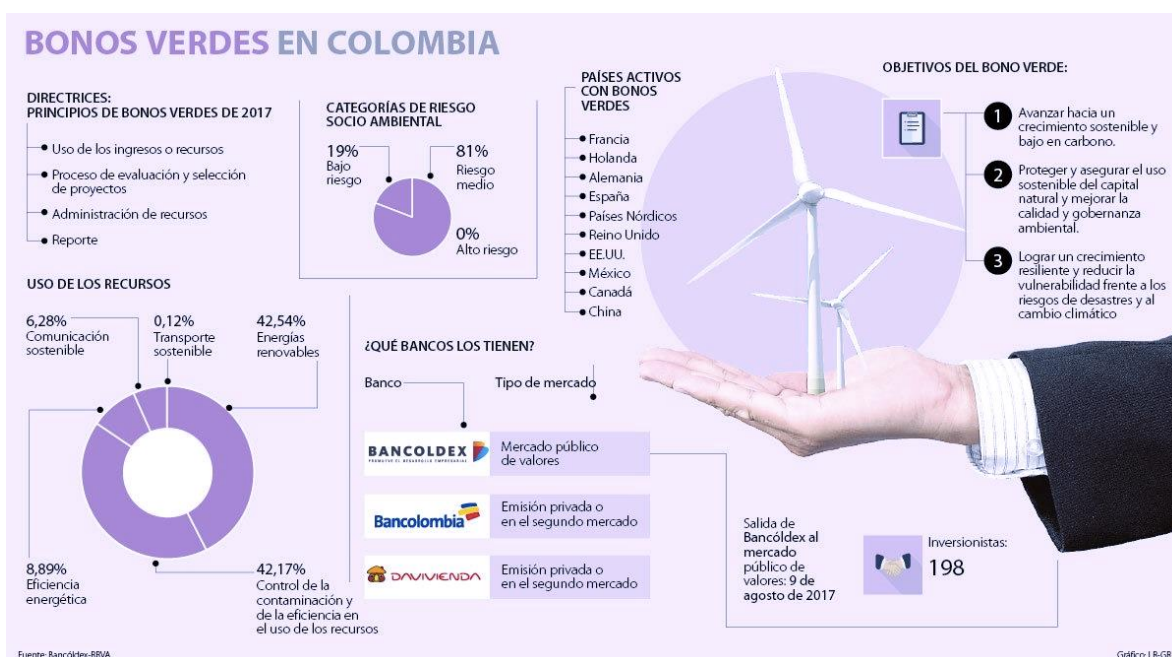 BONOS VERDES EN COLOMBIA
DIRECTRICES:
PRINCIPIOS DE BONOS VERDES DE 2017
Uso de los ingresos o recursos
Proceso de evaluación y selección
de proyectos
Administración de recursos
Reporte
CATEGORÍAS DE RIESGO
SOCIO AMBIENTAL
19%
Bajo
riesgo
81%
Riesgo
medio
0%
Alto riesgo
PAÍSES ACTIVOS
CON BONOS
VERDES
Francia
Holanda
Alemania
España
Países Nórdicos
Reino Unido
EE.UU.
México
Canadá
China
OBJETIVOS DEL BONO VERDE:
1
Avanzar hacia un
crecimiento sostenible y
bajo en carbono.
2
Proteger y asegurar el uso
sostenible del capital
natural y mejorar la
calidad y gobernanza
ambiental.
3
Lograr un crecimiento
resiliente y reducir la
vulnerabilidad frente a los
riesgos de desastres y al
cambio climático
USO DE LOS RECURSOS
6,28%
Comunicación
sostenible
0,12%
Transporte
sostenible
42,54%
Energías
renovables
8,89%
Eficiencia
energética
42,17%
Control de la
contaminación y
de la eficiencia en
el uso de los recursos
¿QUÉ BANCOS LOS TIENEN?
Banco
Tipo de mercado
BANCOLDEX
PROMUEVE EL DESARROLLO EMPRESARIAL
Mercado público
de valores
Bancolombia
Emisión privada o
en el segundo mercado
DAVIVIENDA
Emisión privada o
en el segundo mercado
Salida de
Bancóldex al
mercado
público de
valores: 9 de
agosto de 2017
Inversionistas:
198
Fuente: Bancóldex-BBVA
Gráfico: LR-GR